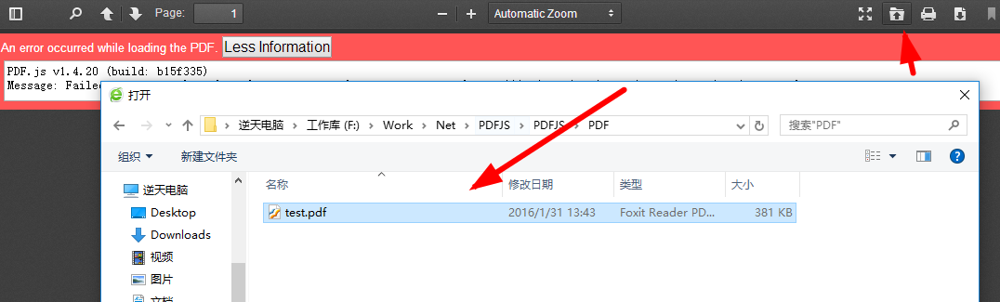 Page: 1 Automatic Zoom
An error occurred while loading the PDF. Less Information
PDF.js v1.4.20 (build: b15f335)
Message: Failed
打开
逆天电脑 工作库 (F:) Work Net PDFJS PDFJS PDF 搜索"PDF"
组织 新建文件夹
名称 修改日期 类型 大小
逆天电脑
test.pdf 2016/1/31 13:43 Foxit Reader PD... 381 KB
Desktop
Downloads
视频
图片
文档